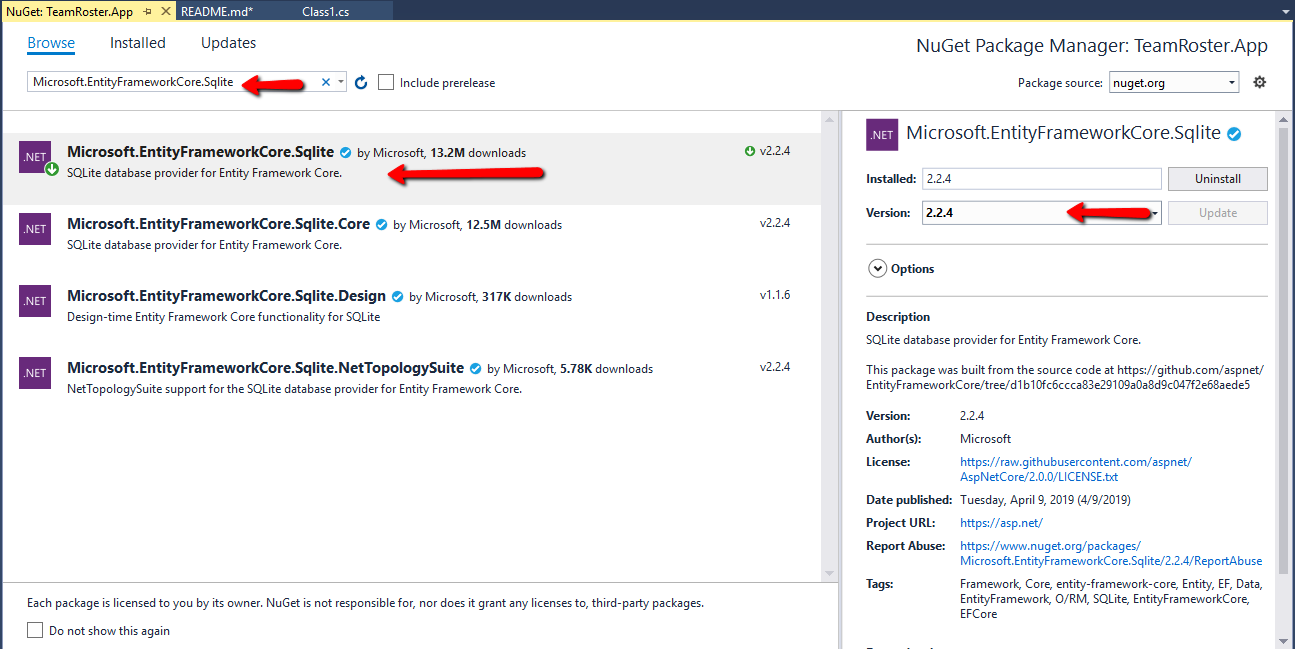 NuGet: TeamRoster.App
README.md*
Class1.cs
Browse
Installed
Updates
NuGet Package Manager: TeamRoster.App
Microsoft.EntityFrameworkCore.Sqlite
Include prerelease
Package source:
nuget.org
.NET
Microsoft.EntityFrameworkCore.Sqlite by Microsoft, 13.2M downloads
v2.2.4
SQLite database provider for Entity Framework Core.
.NET
Microsoft.EntityFrameworkCore.Sqlite.Core by Microsoft, 12.5M downloads
v2.2.4
SQLite database provider for Entity Framework Core.
.NET
Microsoft.EntityFrameworkCore.Sqlite.Design by Microsoft, 317K downloads
v1.1.6
Design-time Entity Framework Core functionality for SQLite
.NET
Microsoft.EntityFrameworkCore.Sqlite.NetTopologySuite by Microsoft, 5.78K downloads
v2.2.4
NetTopologySuite support for the SQLite database provider for Entity Framework Core.
Each package is licensed to you by its owner. NuGet is not responsible for, nor does it grant any licenses to, third-party packages.
Do not show this again
.NET
Microsoft.EntityFrameworkCore.Sqlite
Installed: 2.2.4
Uninstall
Version: 2.2.4
Update
Options
Description
SQLite database provider for Entity Framework Core.
This package was built from the source code at https://github.com/aspnet/
EntityFrameworkCore/tree/d1b10fc6ccca83e29109a0a8d9c047f2e68aede5
Version: 2.2.4
Author(s): Microsoft
License: https://raw.githubusercontent.com/aspnet/
AspNetCore/2.0.0/LICENSE.txt
Date published: Tuesday, April 9, 2019 (4/9/2019)
Project URL: https://asp.net/
Report Abuse: https://www.nuget.org/packages/
Microsoft.EntityFrameworkCore.Sqlite/2.2.4/ReportAbuse
Tags: Framework, Core, entity-framework-core, Entity, EF, Data,
EntityFramework, O/RM, SQLite, EntityFrameworkCore,
EFCore